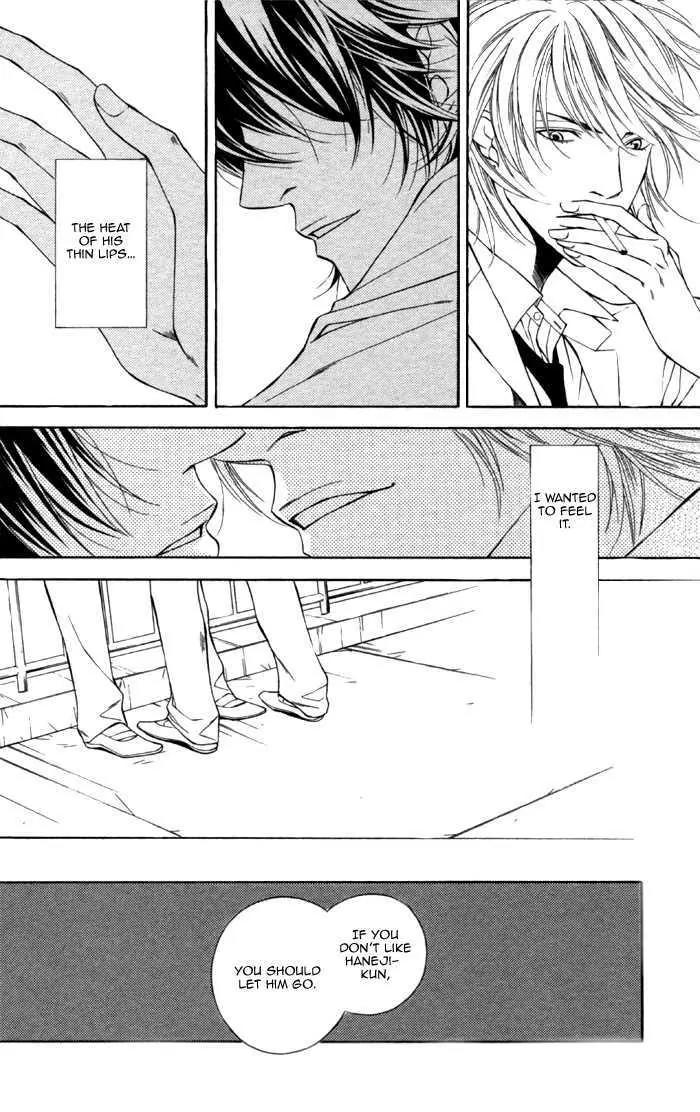 THE HEAT
OF HIS
THIN LIPS...
I WANTED
TO FEEL
IT.
IF YOU
DON'T LIKE
HANEJI-
KUN,
YOU SHOULD
LET HIM GO.